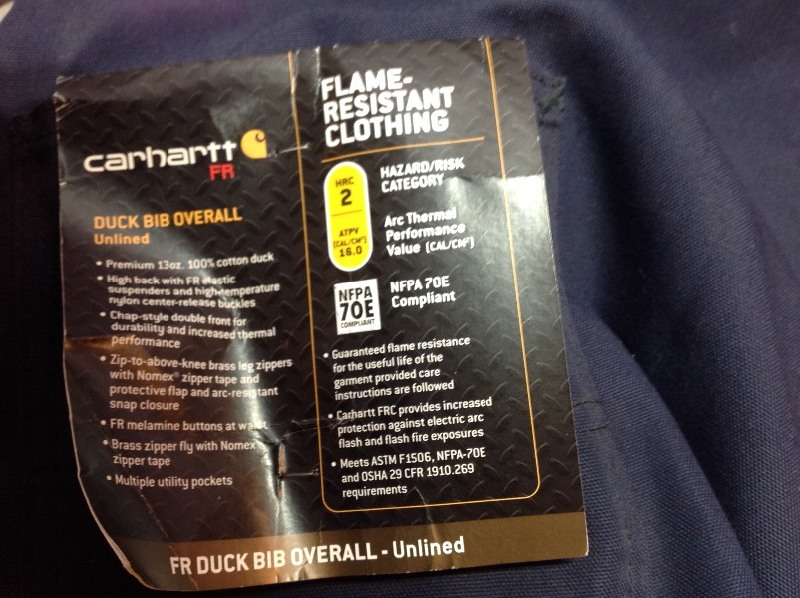 carhartt
FR
DUCK BIB OVERALL
Unlined
• Premium 13oz. 100% cotton duck
• High back with FR elastic
suspenders and high-temperature
nylon center-release buckles
• Chap-style double front for
durability and increased thermal
performance
• Zip-to-above-knee brass leg zippers
with Nomex® zipper tape and
protective flap and arc-resistant
snap closure
• FR melamine buttons at waist
• Brass zipper fly with Nomex
zipper tape
• Multiple utility pockets
FLAME-
RESISTANT
CLOTHING
HRC
2
HAZARD/RISK
CATEGORY
ATPV
(CAL/CM²)
16.0
Arc Thermal
Performance
Value (CAL/CM²)
NFPA
70E
COMPLIANT
NFPA 70E
Compliant
• Guaranteed flame resistance
for the useful life of the
garment provided care
instructions are followed
• Carhartt FRC provides increased
protection against electric arc
flash and flash fire exposures
• Meets ASTM F1506, NFPA-70E
and OSHA 29 CFR 1910.269
requirements
FR DUCK BIB OVERALL - Unlined